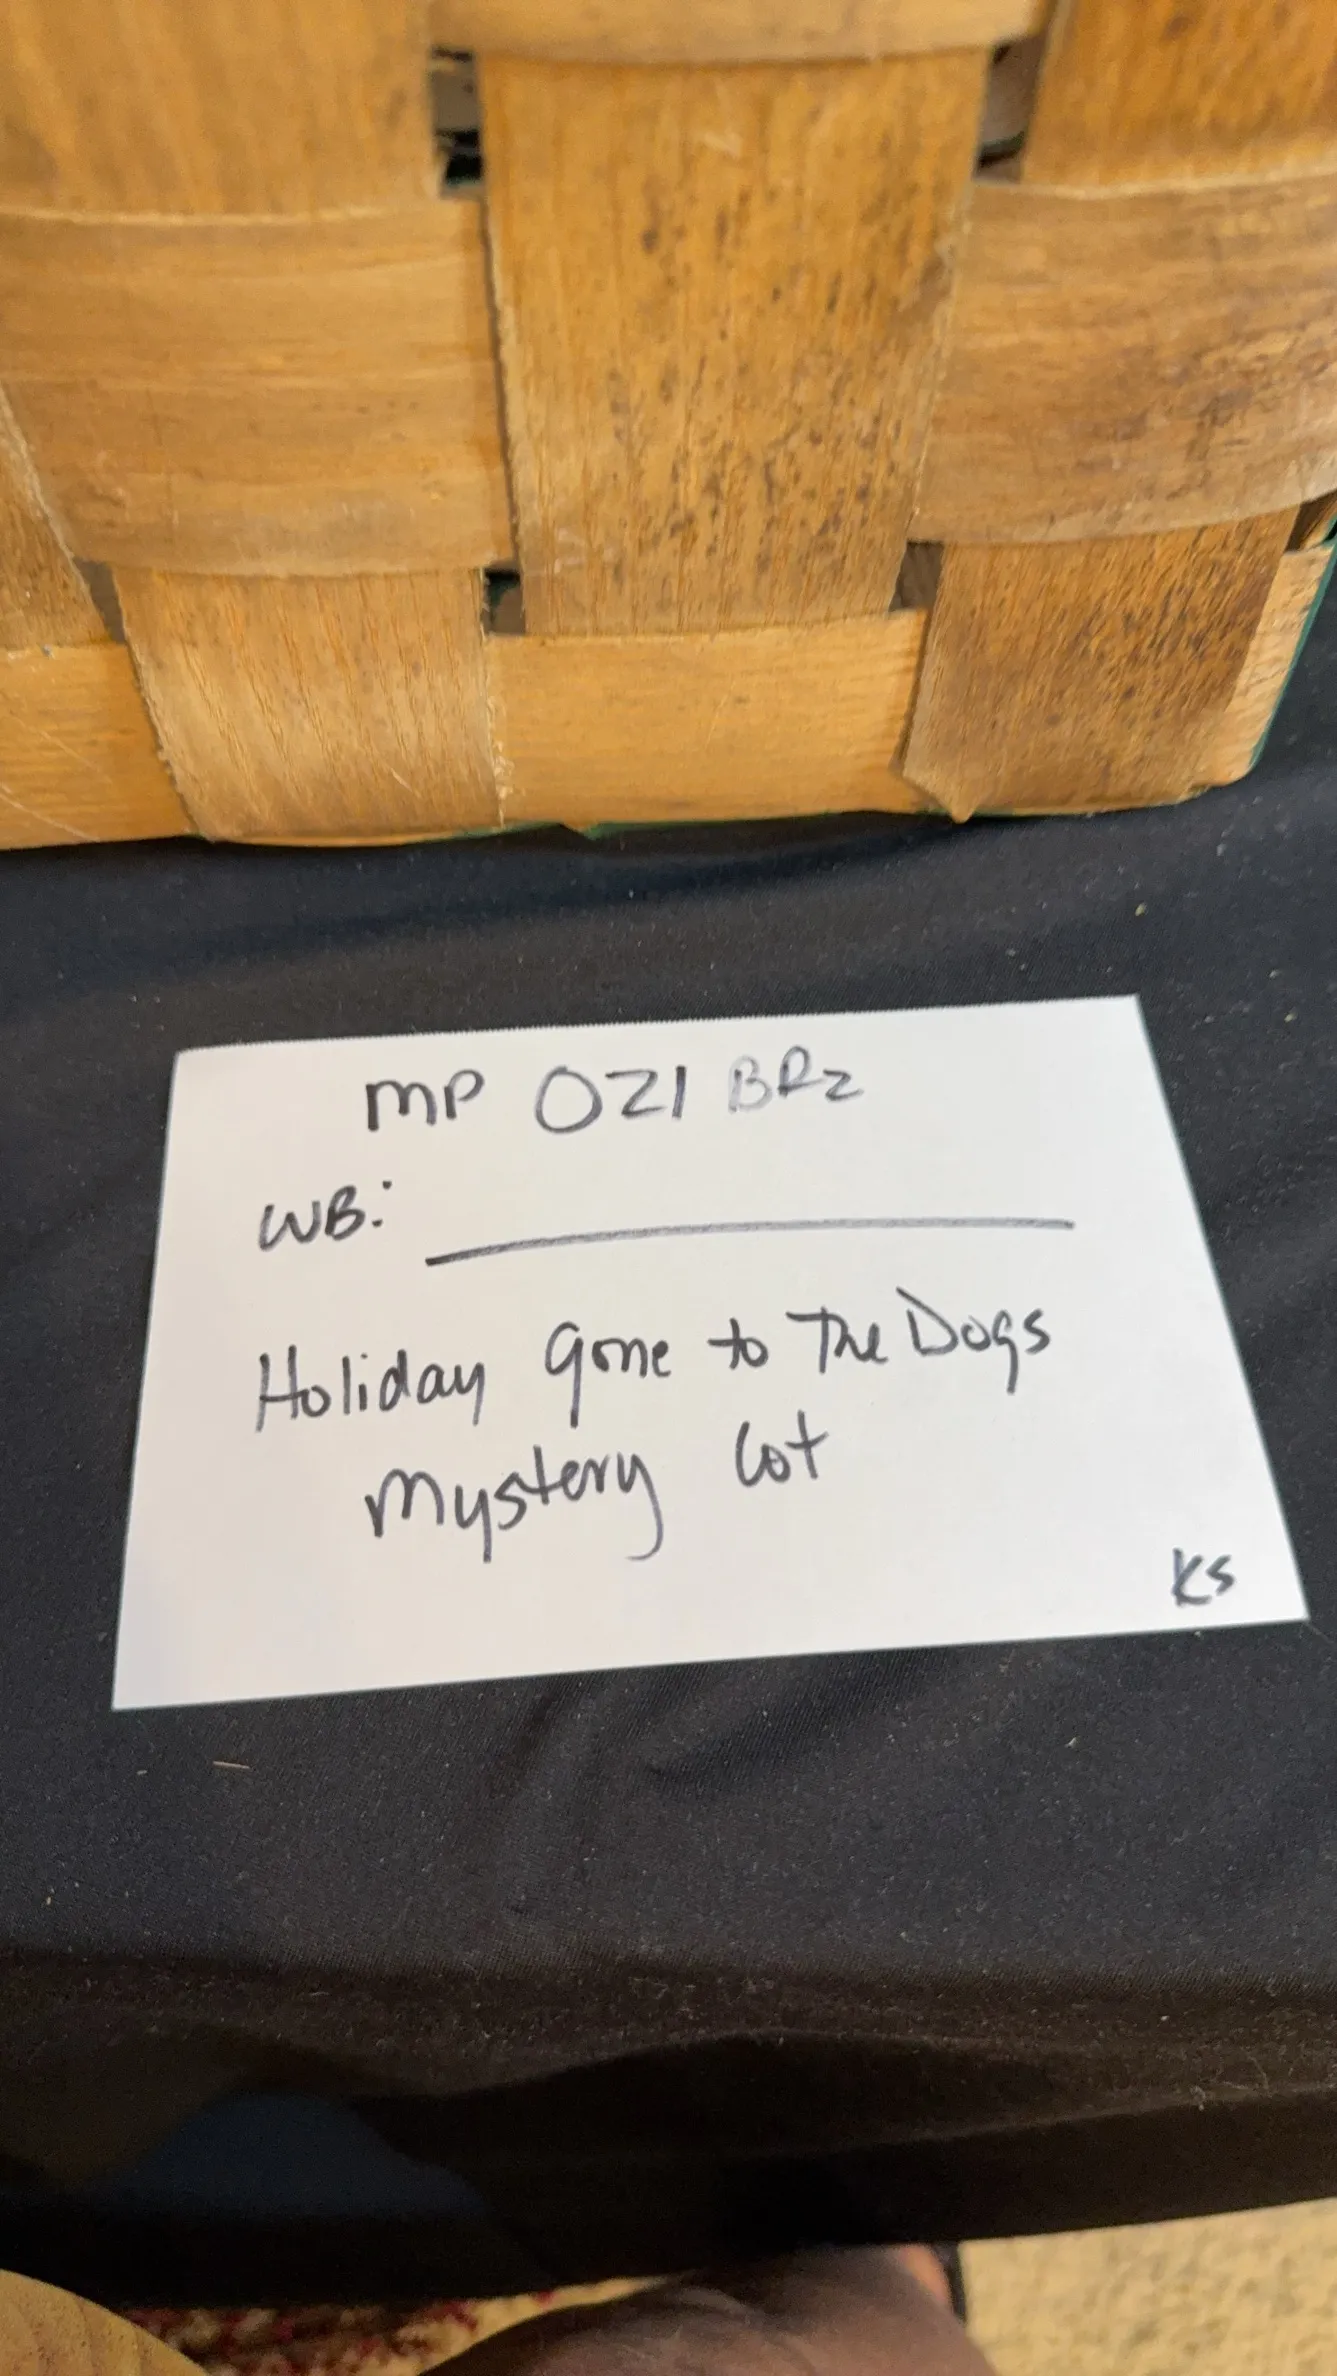 MP 021 BR2
WB:
Holiday Gone to The Dogs
Mystery Lot
KS